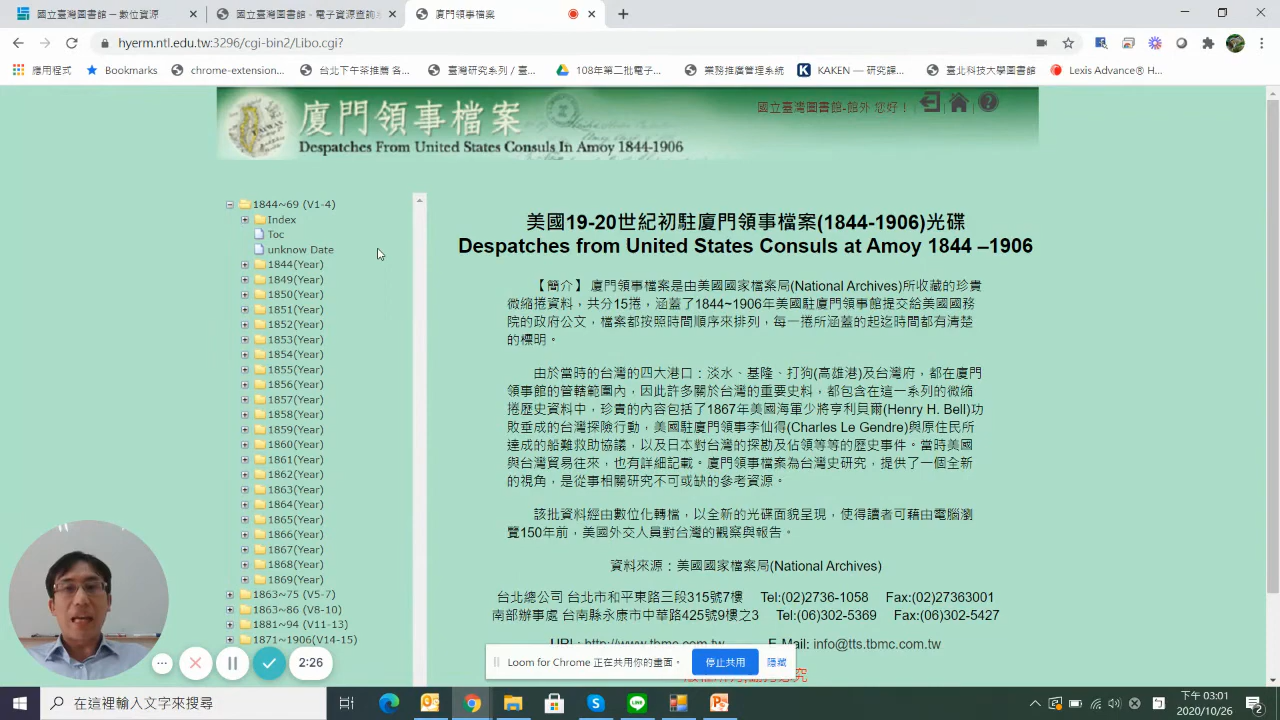 國立臺灣圖書館－數位資源
國立臺灣圖書館 - 電子資源查詢
廈門領事檔案
hyerm.ntl.edu.tw:3296/cgi-bin2/Libo.cgi?
應用程式
Bookmarks
chrome-extension...
台北下午茶推薦 各...
臺灣研究系列 / 臺...
108年第二批電子...
業務推廣管理系統
KAKEN — 研究課...
臺北科技大學圖書館
Lexis Advance® H...
廈門領事檔案
Despatches From United States Consuls In Amoy 1844-1906
國立臺灣圖書館-館外 您好！
1844~69 (V1-4)
Index
Toc
unknow Date
1844(Year)
1849(Year)
1850(Year)
1851(Year)
1852(Year)
1853(Year)
1854(Year)
1855(Year)
1856(Year)
1857(Year)
1858(Year)
1859(Year)
1860(Year)
1861(Year)
1862(Year)
1863(Year)
1864(Year)
1865(Year)
1866(Year)
1867(Year)
1868(Year)
1869(Year)
1863~75 (V5-7)
1863~86 (V8-10)
1881~94 (V11-13)
1871~1906(V14-15)
美國19-20世紀初駐廈門領事檔案(1844-1906)光碟
Despatches from United States Consuls at Amoy 1844 –1906
【簡介】 廈門領事檔案是由美國國家檔案局(National Archives)所收藏的珍貴
微縮捲資料，共分15捲，涵蓋了1844~1906年美國駐廈門領事館提交給美國國務
院的政府公文，檔案都按照時間順序來排列，每一捲所涵蓋的起迄時間都有清楚
的標明。
由於當時的台灣的四大港口：淡水、基隆、打狗(高雄港)及台灣府，都在廈門
領事館的管轄範圍內，因此許多關於台灣的重要史料，都包含在這一系列的微縮
捲歷史資料中，珍貴的內容包括了1867年美國海軍少將亨利貝爾(Henry H. Bell)功
敗垂成的台灣探險行動，美國駐廈門領事李仙得(Charles Le Gendre)與原住民所
達成的船難救助協議，以及日本對台灣的探勘及佔領等等的歷史事件。當時美國
與台灣貿易往來，也有詳細記載。廈門領事檔案為台灣史研究，提供了一個全新
的視角，是從事相關研究不可或缺的參考資源。
該批資料經由數位化轉檔，以全新的光碟面貌呈現，使得讀者可藉由電腦瀏
覽150年前，美國外交人員對台灣的觀察與報告。
資料來源：美國國家檔案局(National Archives)
台北總公司 台北市和平東路三段315號7樓 Tel:(02)2736-1058 Fax:(02)27363001
南部辦事處 台南縣永康市中華路425號9樓之3 Tel:(06)302-5369 Fax:(06)302-5427
URL: http://www.tbmc.com.tw E-Mail: info@tts.tbmc.com.tw
Loom for Chrome 正在共用你的畫面。
停止共用
隱藏
2:26
在這裡輸入文字來搜尋
下午 03:01
2020/10/26
2